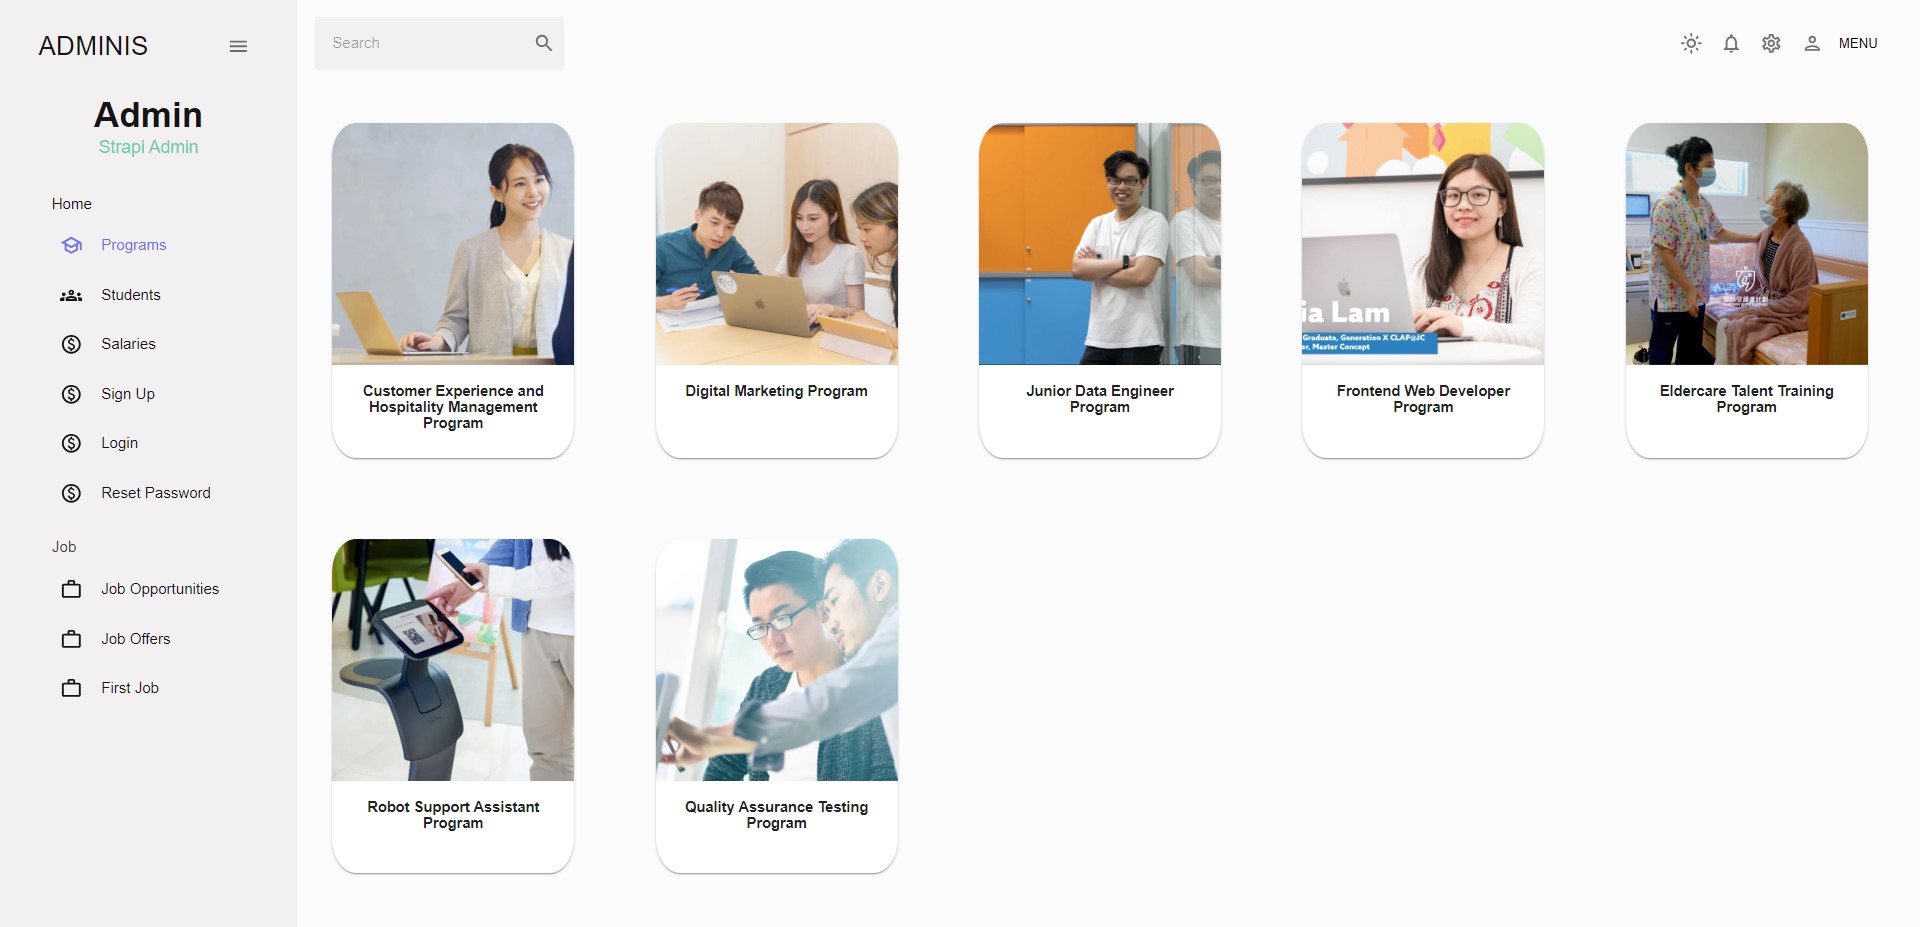 ADMINIS
Search
MENU
Admin
Strapi Admin
Home
Programs
Students
Salaries
Sign Up
Login
Reset Password
Job
Job Opportunities
Job Offers
First Job
ia Lam
Graduate, Generation X CLAP@JC
er, Master Concept
Customer Experience and
Hospitality Management
Program
Digital Marketing Program
Junior Data Engineer
Program
Frontend Web Developer
Program
Eldercare Talent Training
Program
Robot Support Assistant
Program
Quality Assurance Testing
Program